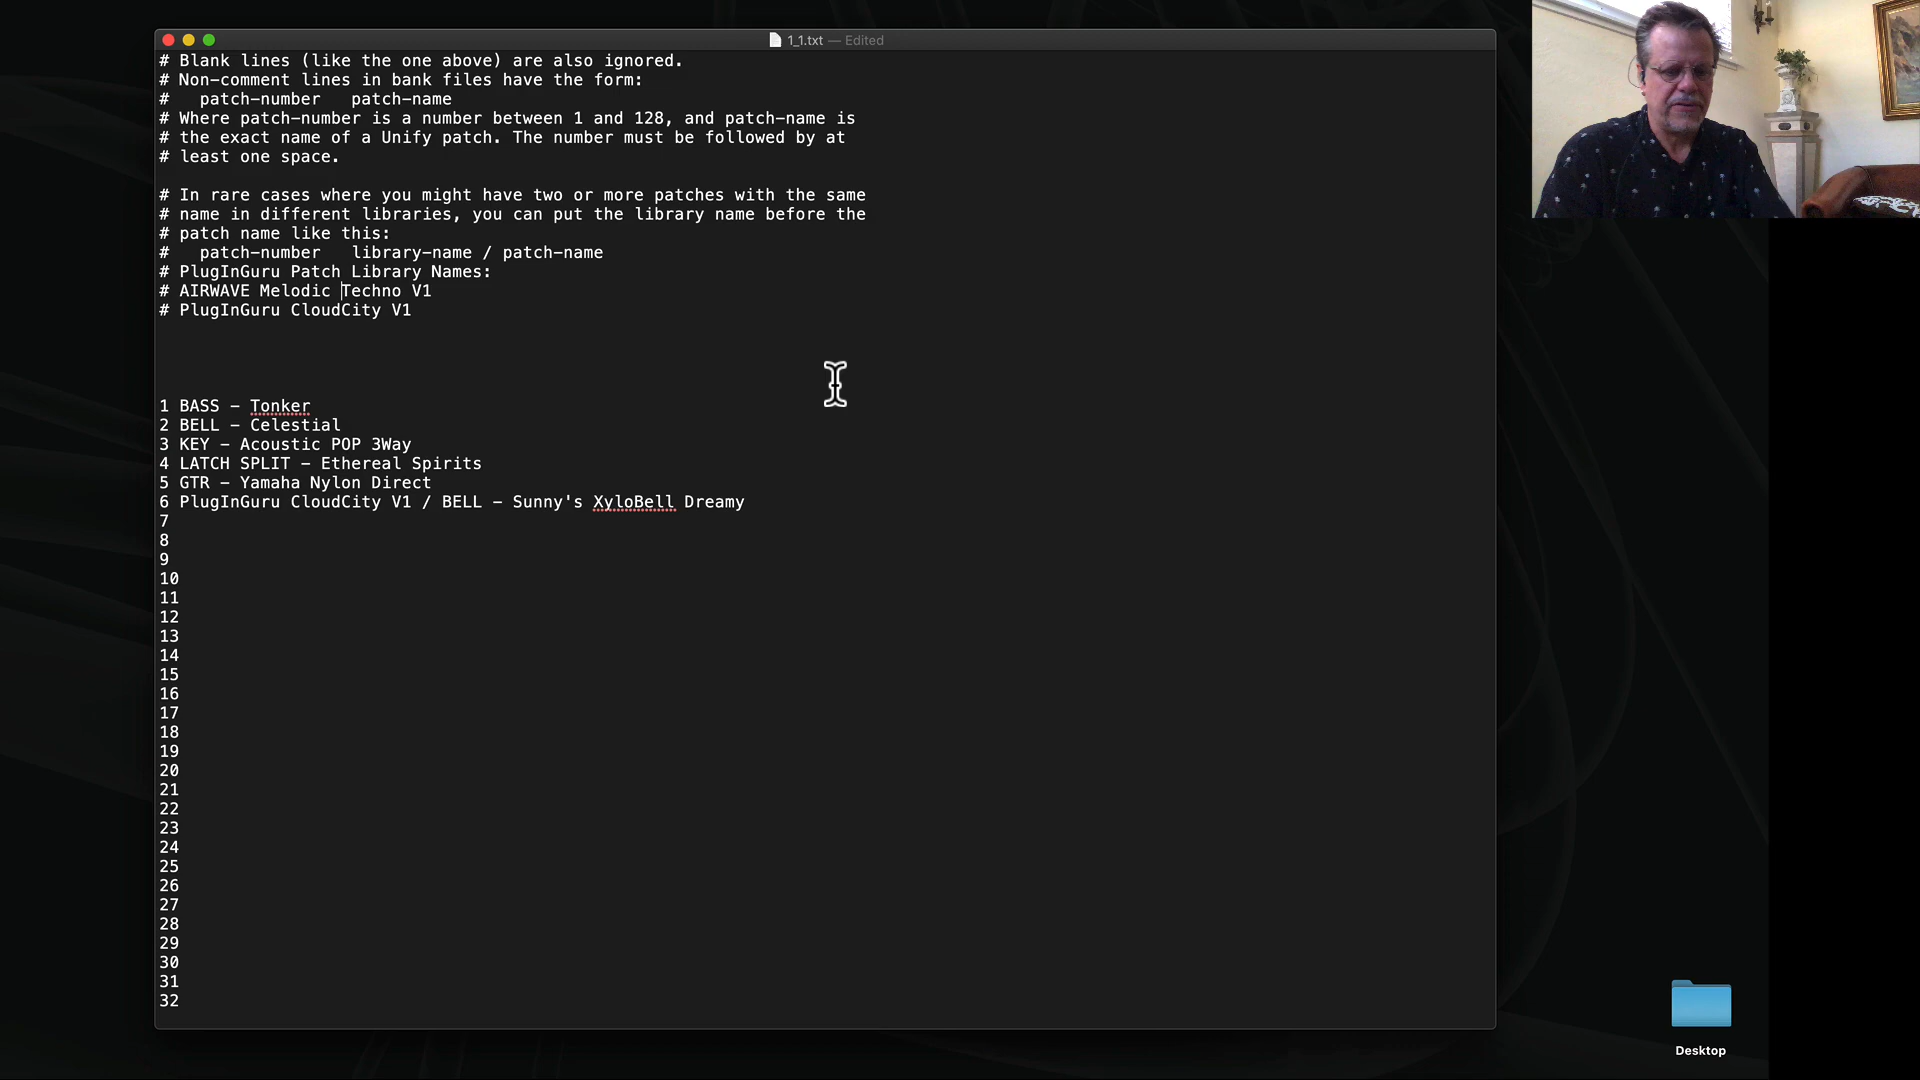 1_1.txt — Edited
# Blank lines (like the one above) are also ignored.
# Non-comment lines in bank files have the form:
#   patch-number   patch-name
# Where patch-number is a number between 1 and 128, and patch-name is
# the exact name of a Unify patch. The number must be followed by at
# least one space.
# In rare cases where you might have two or more patches with the same
# name in different libraries, you can put the library name before the
# patch name like this:
#   patch-number   library-name / patch-name
# PlugInGuru Patch Library Names:
# AIRWAVE Melodic Techno V1
# PlugInGuru CloudCity V1
1 BASS – Tonker
2 BELL – Celestial
3 KEY – Acoustic POP 3Way
4 LATCH SPLIT – Ethereal Spirits
5 GTR – Yamaha Nylon Direct
6 PlugInGuru CloudCity V1 / BELL – Sunny's XyloBell Dreamy
7
8
9
10
11
12
13
14
15
16
17
18
19
20
21
22
23
24
25
26
27
28
29
30
31
32
Desktop